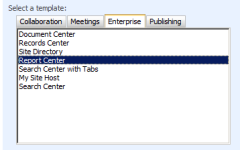 Select a template:
Collaboration Meetings Enterprise Publishing
Document Center
Records Center
Site Directory
Report Center
Search Center with Tabs
My Site Host
Search Center